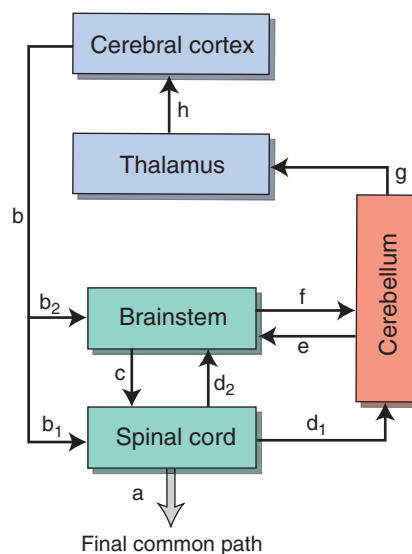 Cerebral cortex
h
Thalamus
g
b
Cerebellum
b₂
Brainstem
f
e
c
d₂
b₁
Spinal cord
d₁
a
Final common path